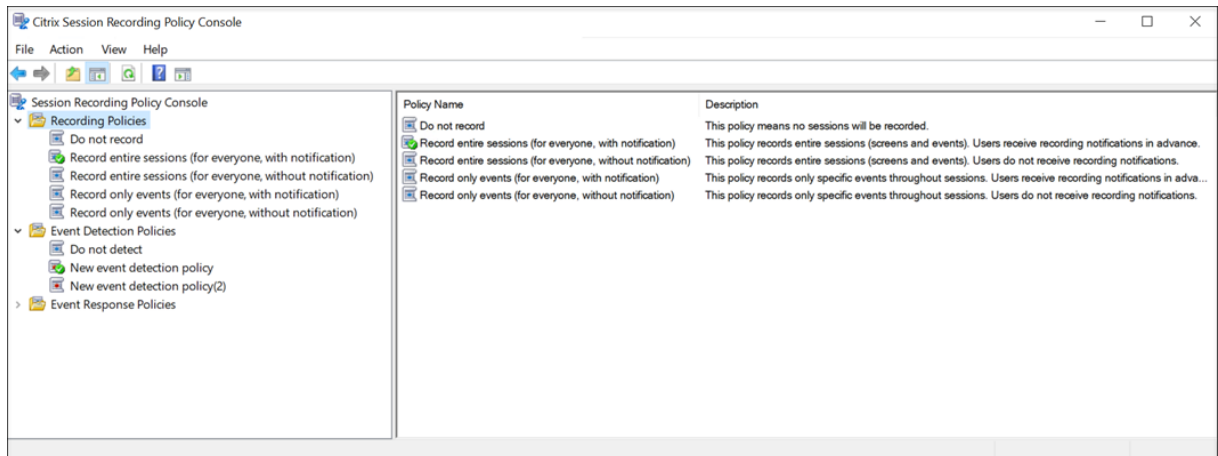 Citrix Session Recording Policy Console
File Action View Help
Session Recording Policy Console
Recording Policies
Do not record
Record entire sessions (for everyone, with notification)
Record entire sessions (for everyone, without notification)
Record only events (for everyone, with notification)
Record only events (for everyone, without notification)
Event Detection Policies
Do not detect
New event detection policy
New event detection policy(2)
Event Response Policies
Policy Name Description
Do not record This policy means no sessions will be recorded.
Record entire sessions (for everyone, with notification) This policy records entire sessions (screens and events). Users receive recording notifications in advance.
Record entire sessions (for everyone, without notification) This policy records entire sessions (screens and events). Users do not receive recording notifications.
Record only events (for everyone, with notification) This policy records only specific events throughout sessions. Users receive recording notifications in adva...
Record only events (for everyone, without notification) This policy records only specific events throughout sessions. Users do not receive recording notifications.